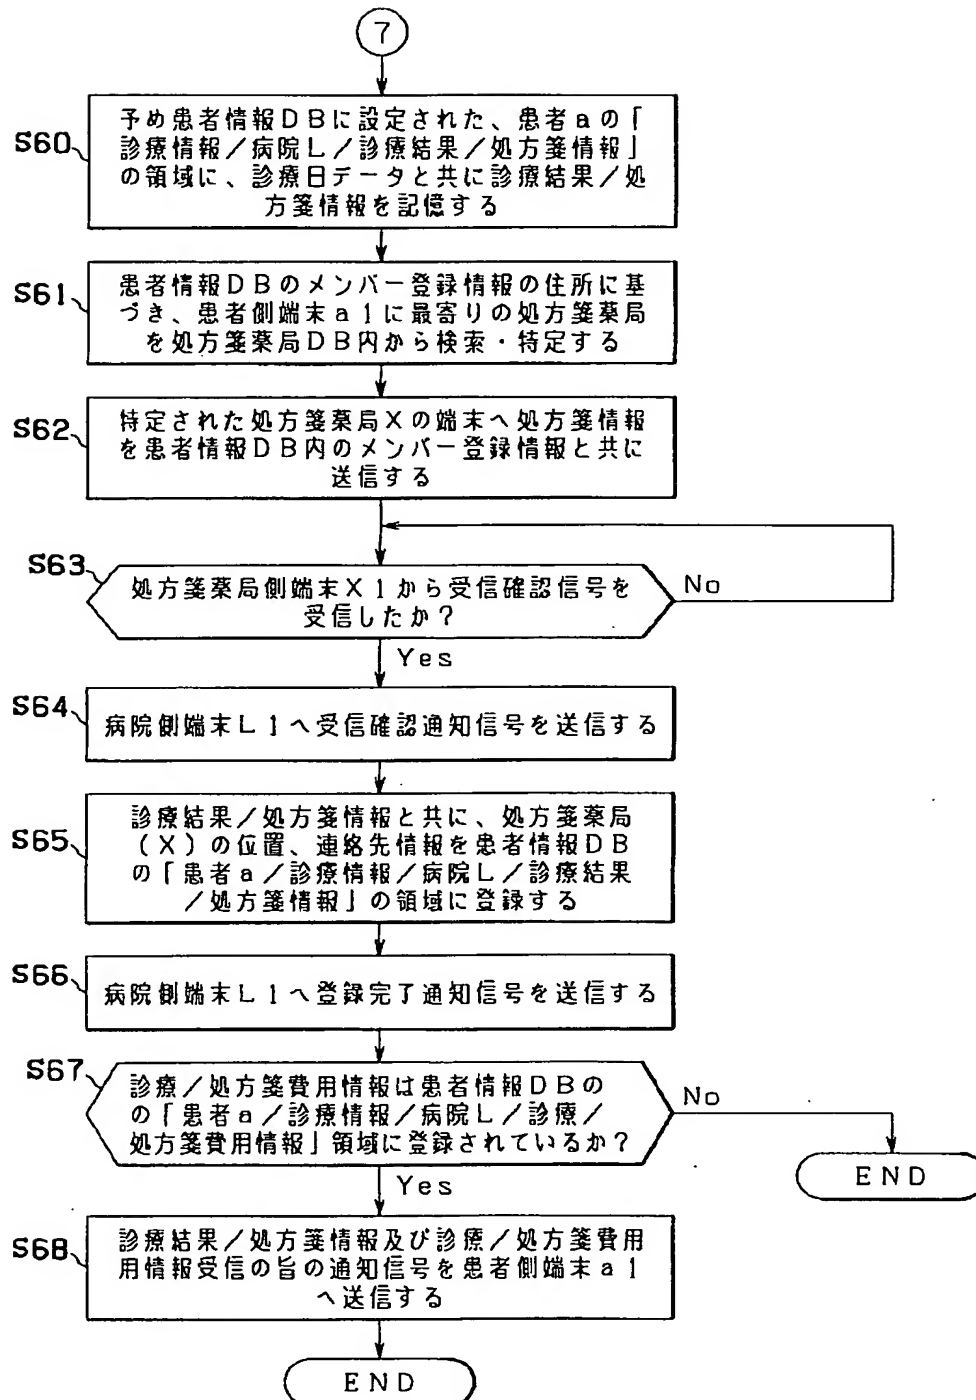 7
S60
予め患者情報DBに設定された、患者aの「
診療情報/病院L/診療結果/処方箋情報」
の領域に、診療日データと共に診療結果/処
方箋情報を記憶する
S61
患者情報DBのメンバー登録情報の住所に基
づき、患者側端末a1に最寄りの処方箋薬局
を処方箋薬局DB内から検索・特定する
S62
特定された処方箋薬局Xの端末へ処方箋情報
を患者情報DB内のメンバー登録情報と共に
送信する
S63
処方箋薬局側端末X1から受信確認信号を
受信したか?
No
Yes
S64
病院側端末L1へ受信確認通知信号を送信する
S65
診療結果/処方箋情報と共に、処方箋薬局
(X)の位置、連絡先情報を患者情報DB
の「患者a/診療情報/病院L/診療結果
/処方箋情報」の領域に登録する
S66
病院側端末L1へ登録完了通知信号を送信する
S67
診療/処方箋費用情報は患者情報DBの
の「患者a/診療情報/病院L/診療/
処方箋費用情報」領域に登録されているか?
No
END
Yes
S68
診療結果/処方箋情報及び診療/処方箋費用
用情報受信の旨の通知信号を患者側端末a1
へ送信する
END